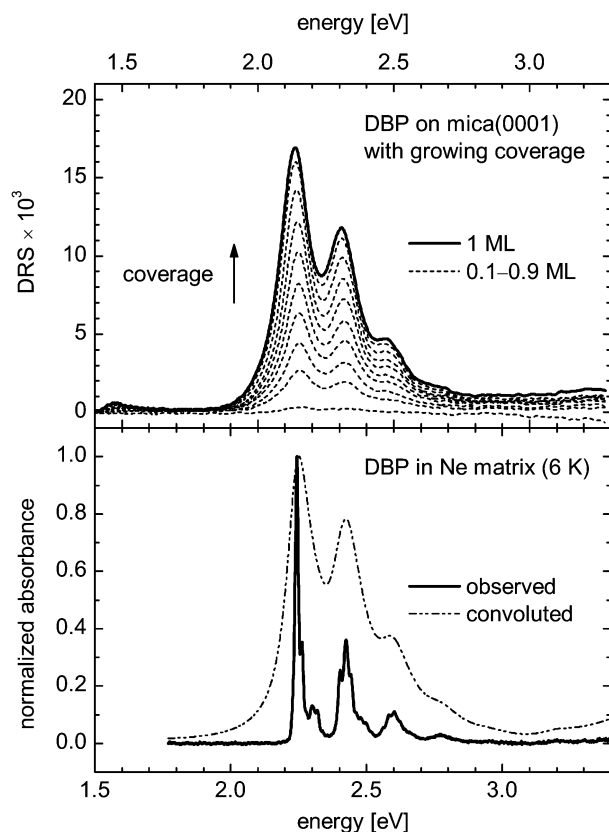 energy [eV]
1.5 2.0 2.5 3.0
20
15
10
5
0
DRS × 10³
DBP on mica(0001)
with growing coverage
1 ML
0.1–0.9 ML
coverage
1.0
0.8
0.6
0.4
0.2
0.0
normalized absorbance
DBP in Ne matrix (6 K)
observed
convoluted
1.5 2.0 2.5 3.0
energy [eV]